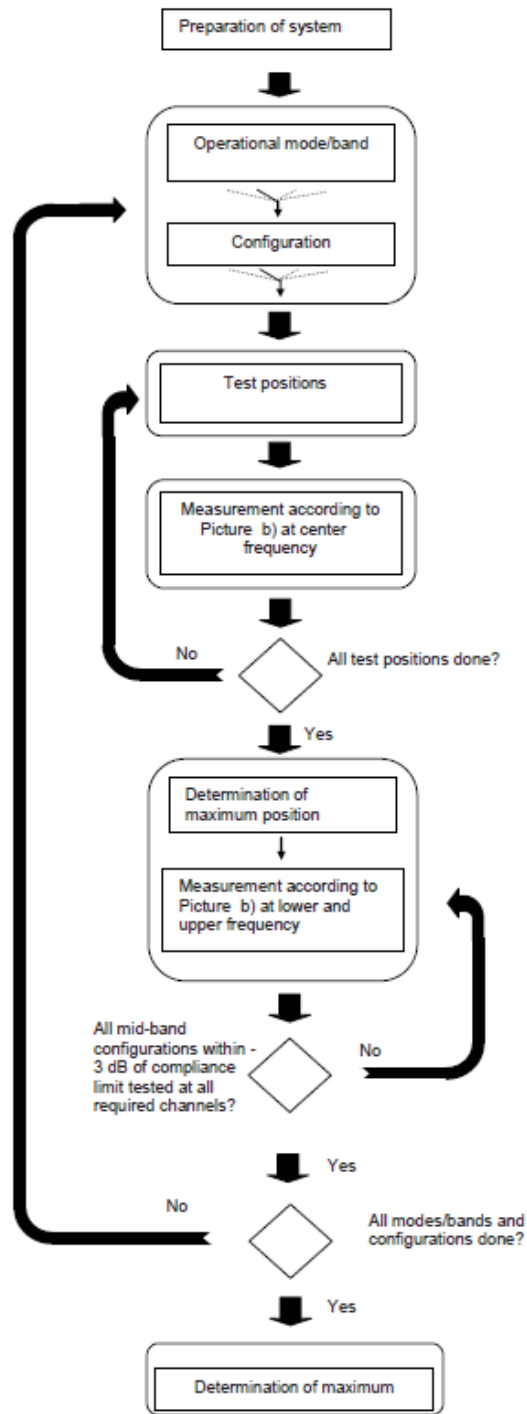 Preparation of system
Operational mode/band
Configuration
Test positions
Measurement according to
Picture b) at center
frequency
No
All test positions done?
Yes
Determination of
maximum position
Measurement according to
Picture b) at lower and
upper frequency
All mid-band
configurations within -
3 dB of compliance
limit tested at all
required channels?
No
Yes
No
All modes/bands and
configurations done?
Yes
Determination of maximum